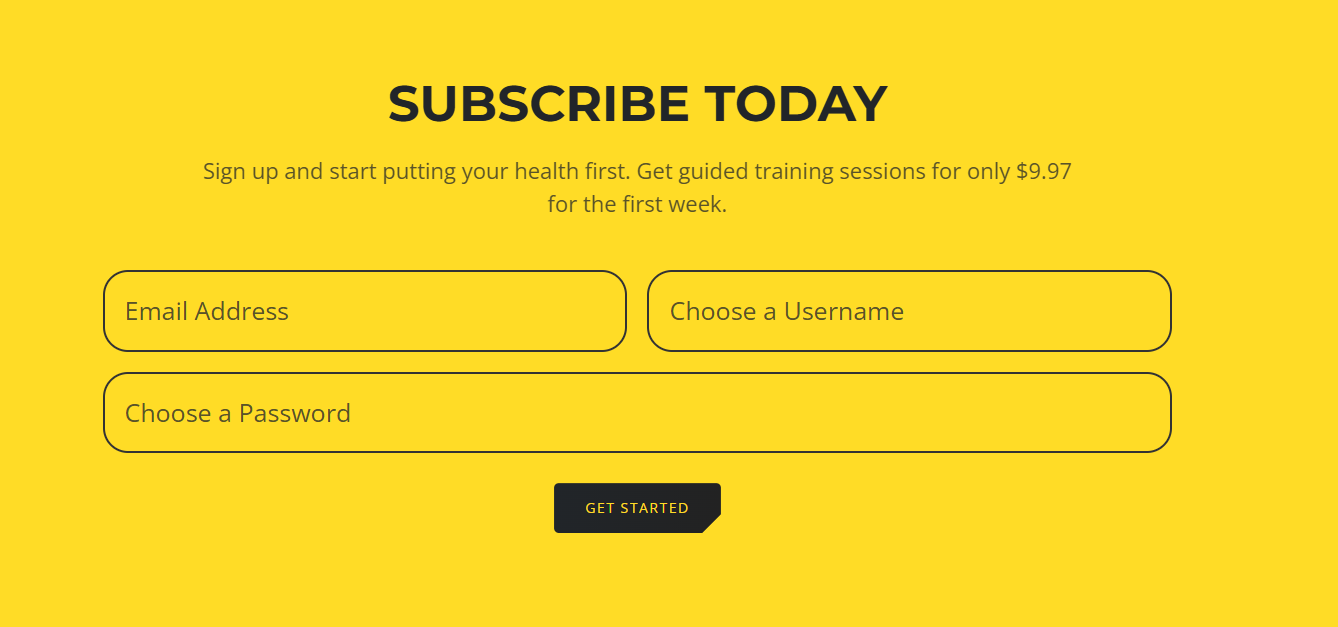 SUBSCRIBE TODAY
Sign up and start putting your health first. Get guided training sessions for only $9.97
for the first week.
Email Address
Choose a Username
Choose a Password
GET STARTED